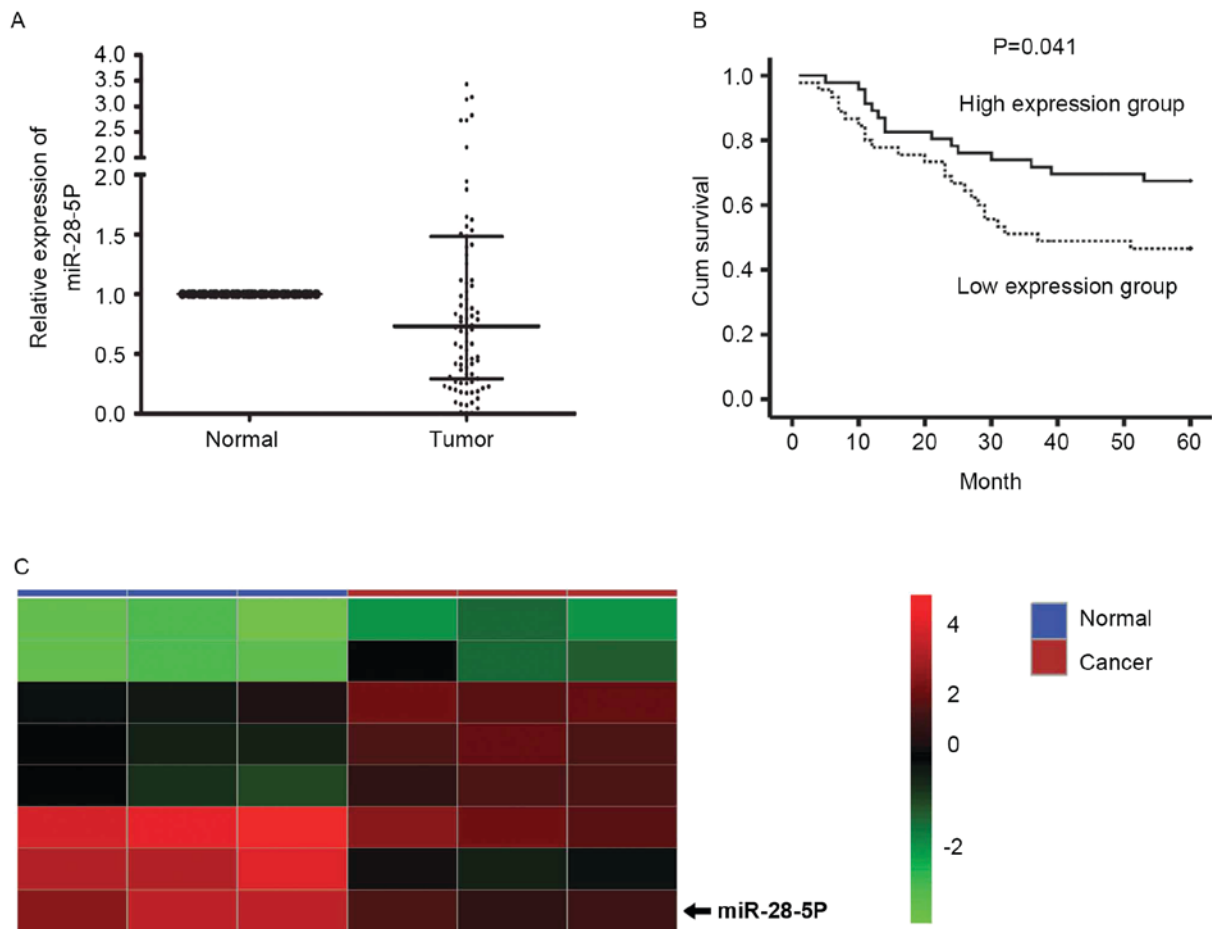 A
4.0
3.5
3.0
2.5
2.0
2.0
1.5
1.0
0.5
0.0
Relative expression of
miR-28-5P
Normal
Tumor
B
P=0.041
1.0
0.8
0.6
0.4
0.2
0.0
Cum survival
High expression group
Low expression group
0
10
20
30
40
50
60
Month
C
4
2
0
-2
Normal
Cancer
miR-28-5P